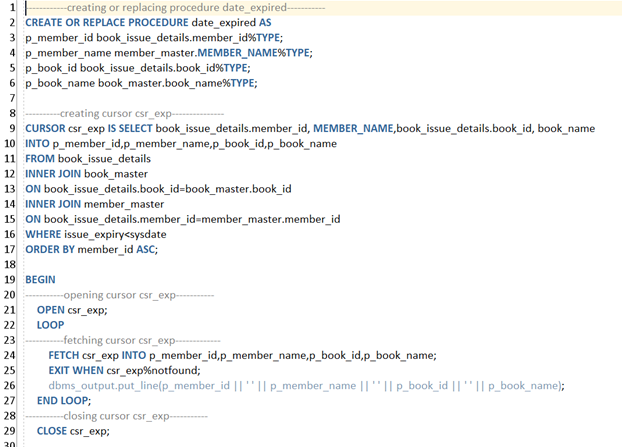 1 -----------creating or replacing procedure date_expired-----------
2 CREATE OR REPLACE PROCEDURE date_expired AS
3 p_member_id book_issue_details.member_id%TYPE;
4 p_member_name member_master.MEMBER_NAME%TYPE;
5 p_book_id book_issue_details.book_id%TYPE;
6 p_book_name book_master.book_name%TYPE;
7
8 ----------creating cursor csr_exp---------------
9 CURSOR csr_exp IS SELECT book_issue_details.member_id, MEMBER_NAME,book_issue_details.book_id, book_name
10 INTO p_member_id,p_member_name,p_book_id,p_book_name
11 FROM book_issue_details
12 INNER JOIN book_master
13 ON book_issue_details.book_id=book_master.book_id
14 INNER JOIN member_master
15 ON book_issue_details.member_id=member_master.member_id
16 WHERE issue_expiry<sysdate
17 ORDER BY member_id ASC;
18
19 BEGIN
20 -----------opening cursor csr_exp-----------
21 OPEN csr_exp;
22 LOOP
23 -----------fetching cursor csr_exp-------------
24 FETCH csr_exp INTO p_member_id,p_member_name,p_book_id,p_book_name;
25 EXIT WHEN csr_exp%notfound;
26 dbms_output.put_line(p_member_id || ' ' || p_member_name || ' ' || p_book_id || ' ' || p_book_name);
27 END LOOP;
28 -----------closing cursor csr_exp-----------
29 CLOSE csr_exp;
30